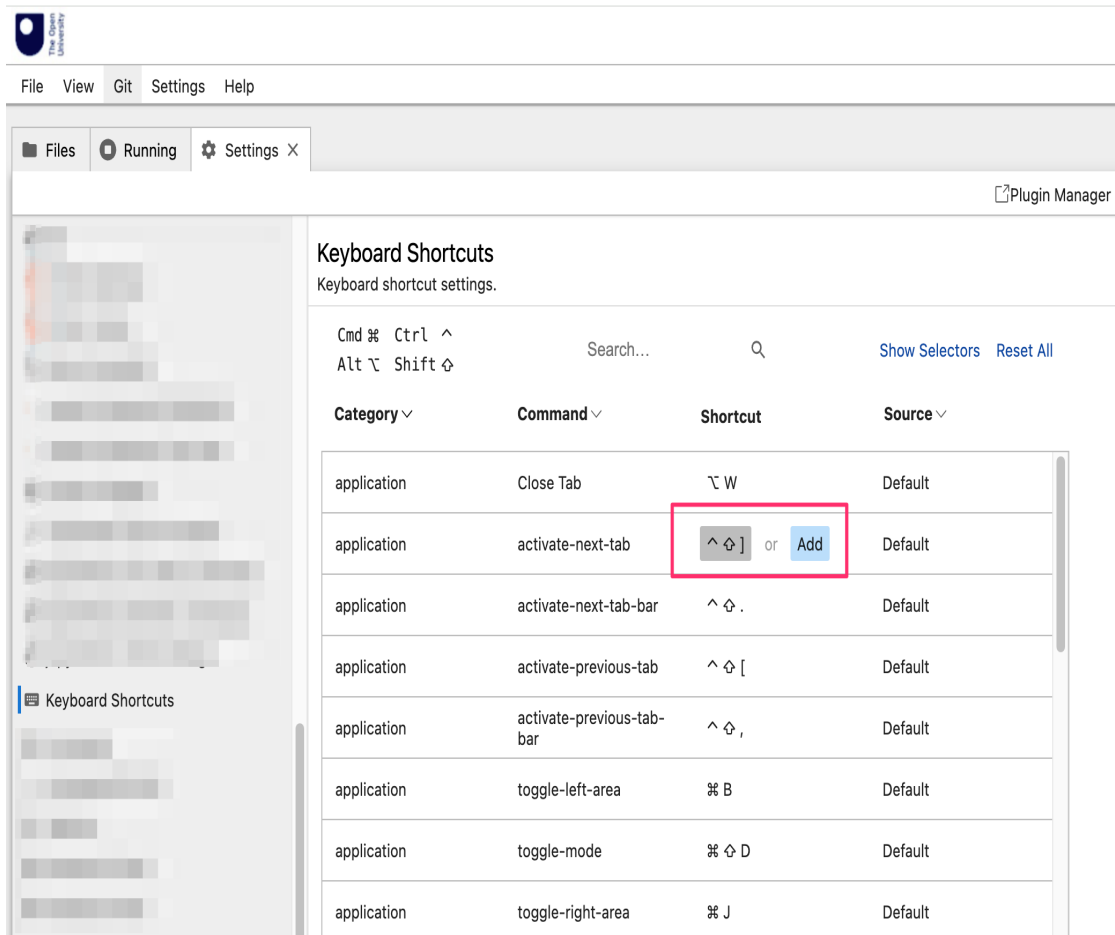 The Open
University
File View Git Settings Help
Files Running Settings
Plugin Manager
Keyboard Shortcuts
Keyboard shortcut settings.
Cmd ⌘ Ctrl ^
Alt ⌥ Shift ⇧
Search...
Show Selectors Reset All
Category Command Shortcut Source
application Close Tab ⌥ W Default
application activate-next-tab ^ ⇧ ] or Add Default
application activate-next-tab-bar ^ ⇧ . Default
application activate-previous-tab ^ ⇧ [ Default
application activate-previous-tab-
bar ^ ⇧ , Default
application toggle-left-area ⌘ B Default
application toggle-mode ⌘ ⇧ D Default
application toggle-right-area ⌘ J Default
Keyboard Shortcuts